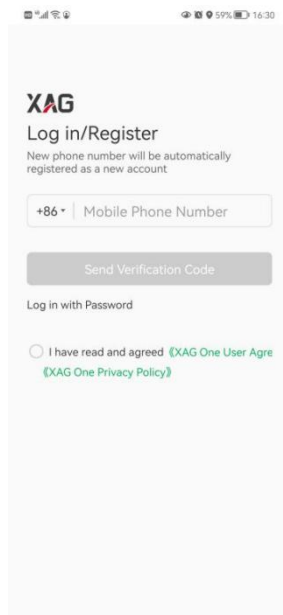 59% 16:30
XAG
Log in/Register
New phone number will be automatically
registered as a new account
+86 Mobile Phone Number
Send Verification Code
Log in with Password
I have read and agreed 《XAG One User Agre
《XAG One Privacy Policy》